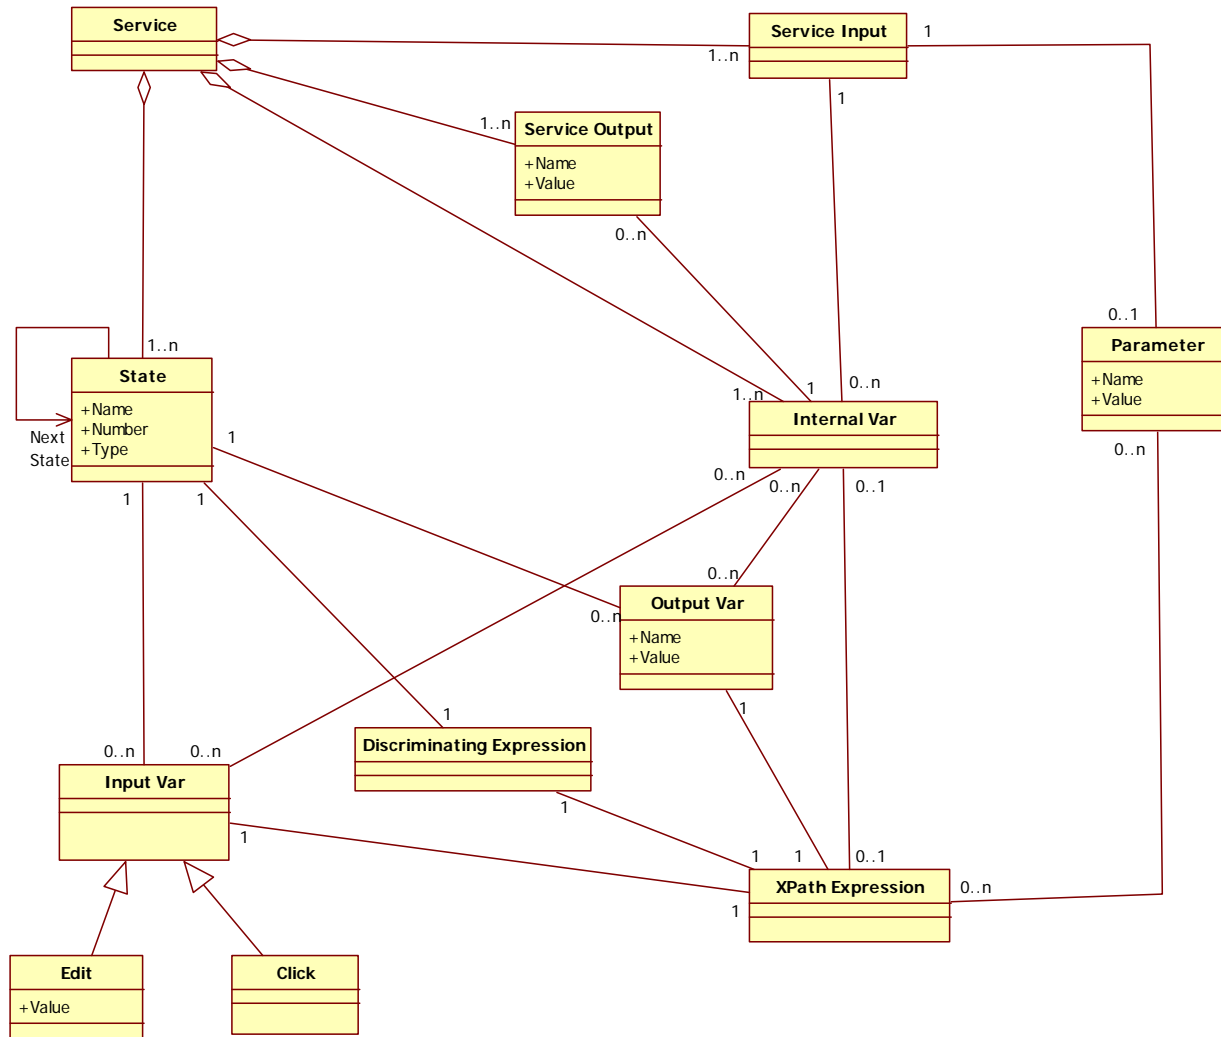 Service
Service Input
1
1..n
1
1..n
Service Output
+Name
+Value
0..n
0..1
1..n
Parameter
+Name
+Value
State
+Name
+Number
+Type
Next
State
1
0..n
1..n
Internal Var
1
0..n
0..n
0..n
0..1
1
1
0..n
Output Var
+Name
+Value
0..n
1
1
0..n
0..n
Discriminating Expression
Input Var
1
1
1
1
0..1
XPath Expression
0..n
1
Edit
+Value
Click